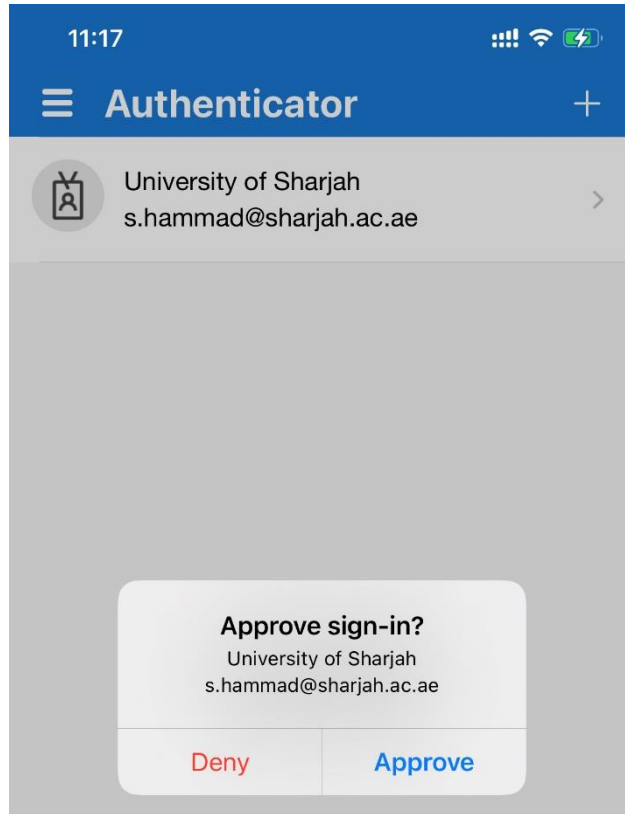 11:17
Authenticator
University of Sharjah
s.hammad@sharjah.ac.ae
Approve sign-in?
University of Sharjah
s.hammad@sharjah.ac.ae
Deny Approve